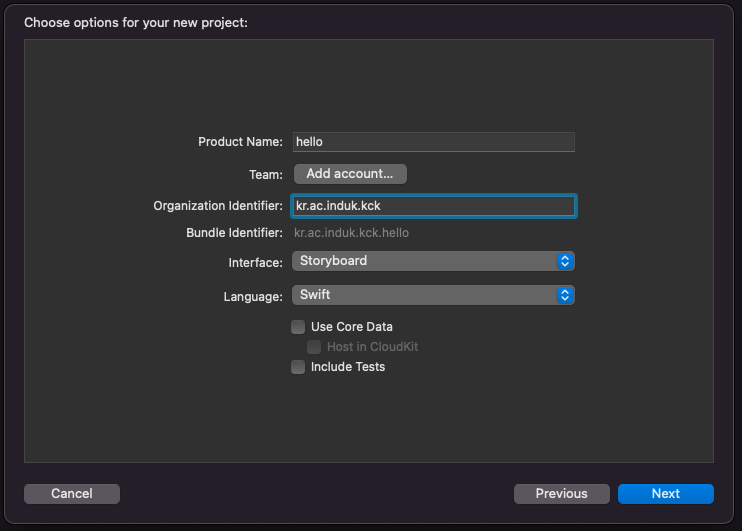 Choose options for your new project:
Product Name: hello
Team: Add account...
Organization Identifier: kr.ac.induk.kck
Bundle Identifier: kr.ac.induk.kck.hello
Interface: Storyboard
Language: Swift
Use Core Data
Host in CloudKit
Include Tests
Cancel Previous Next